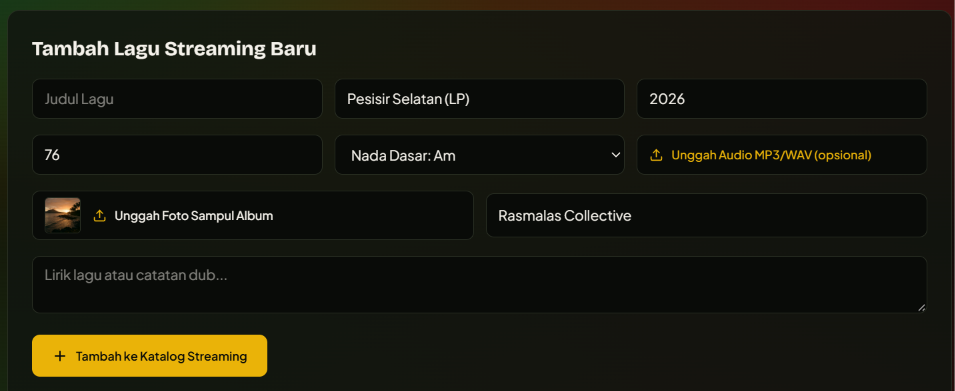 Tambah Lagu Streaming Baru
Judul Lagu
Pesisir Selatan (LP)
2026
76
Nada Dasar: Am
Unggah Audio MP3/WAV (opsional)
Unggah Foto Sampul Album
Rasmalas Collective
Lirik lagu atau catatan dub...
Tambah ke Katalog Streaming